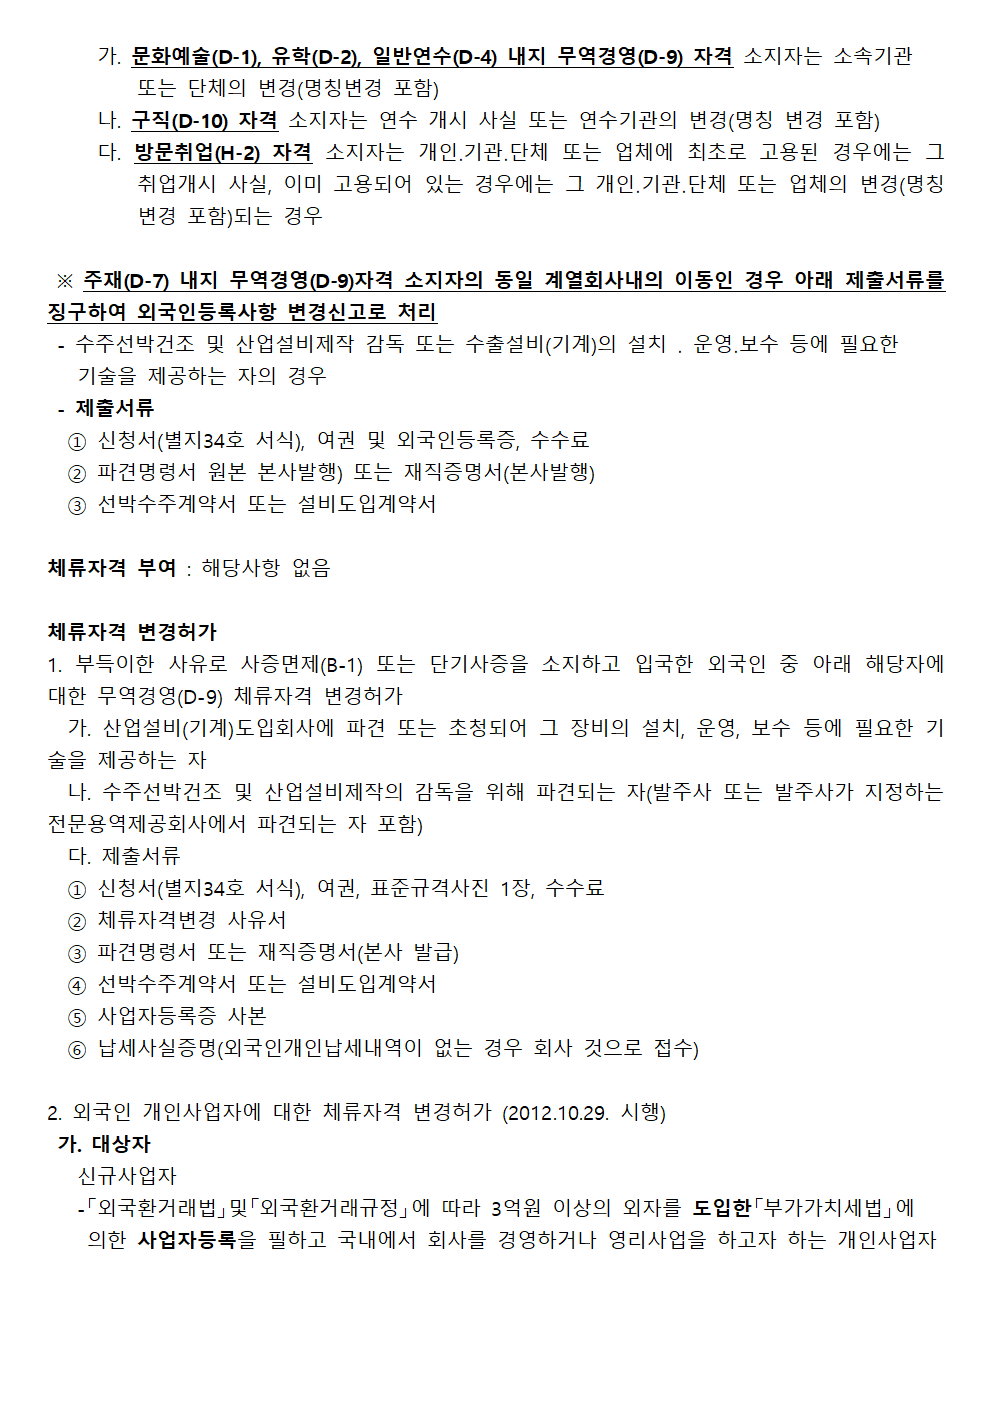 가. 문화예술(D-1), 유학(D-2), 일반연수(D-4) 내지 무역경영(D-9) 자격 소지자는 소속기관
또는 단체의 변경(명칭변경 포함)
나. 구직(D-10) 자격 소지자는 연수 개시 사실 또는 연수기관의 변경(명칭 변경 포함)
다. 방문취업(H-2) 자격 소지자는 개인.기관.단체 또는 업체에 최초로 고용된 경우에는 그
취업개시 사실, 이미 고용되어 있는 경우에는 그 개인.기관.단체 또는 업체의 변경(명칭
변경 포함)되는 경우
※ 주재(D-7) 내지 무역경영(D-9)자격 소지자의 동일 계열회사내의 이동인 경우 아래 제출서류를
징구하여 외국인등록사항 변경신고로 처리
- 수주선박건조 및 산업설비제작 감독 또는 수출설비(기계)의 설치 . 운영.보수 등에 필요한
기술을 제공하는 자의 경우
- 제출서류
① 신청서(별지34호 서식), 여권 및 외국인등록증, 수수료
② 파견명령서 원본 본사발행) 또는 재직증명서(본사발행)
③ 선박수주계약서 또는 설비도입계약서
체류자격 부여 : 해당사항 없음
체류자격 변경허가
1. 부득이한 사유로 사증면제(B-1) 또는 단기사증을 소지하고 입국한 외국인 중 아래 해당자에
대한 무역경영(D-9) 체류자격 변경허가
가. 산업설비(기계)도입회사에 파견 또는 초청되어 그 장비의 설치, 운영, 보수 등에 필요한 기
술을 제공하는 자
나. 수주선박건조 및 산업설비제작의 감독을 위해 파견되는 자(발주사 또는 발주사가 지정하는
전문용역제공회사에서 파견되는 자 포함)
다. 제출서류
① 신청서(별지34호 서식), 여권, 표준규격사진 1장, 수수료
② 체류자격변경 사유서
③ 파견명령서 또는 재직증명서(본사 발급)
④ 선박수주계약서 또는 설비도입계약서
⑤ 사업자등록증 사본
⑥ 납세사실증명(외국인개인납세내역이 없는 경우 회사 것으로 접수)
2. 외국인 개인사업자에 대한 체류자격 변경허가 (2012.10.29. 시행)
가. 대상자
신규사업자
-「외국환거래법」및「외국환거래규정」에 따라 3억원 이상의 외자를 도입한「부가가치세법」에
의한 사업자등록을 필하고 국내에서 회사를 경영하거나 영리사업을 하고자 하는 개인사업자